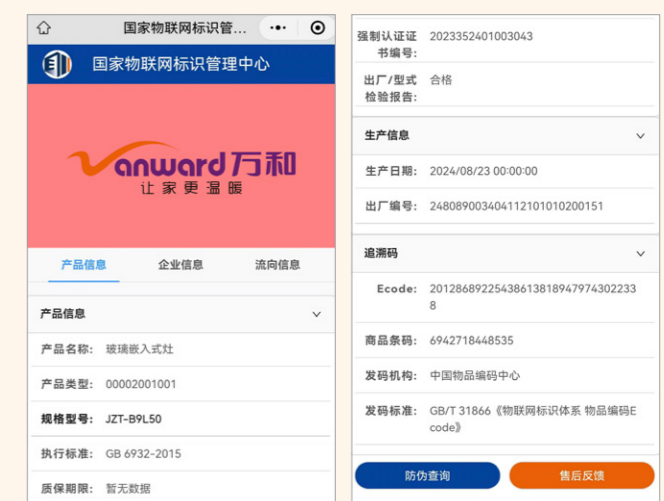 国家物联网标识管...
国家物联网标识管理中心
Vanward万和
让家更温暖
产品信息 企业信息 流向信息
产品信息
产品名称: 玻璃嵌入式灶
产品类型: 00002001001
规格型号: JZT-B9L50
执行标准: GB 6932-2015
质保期限: 暂无数据
强制认证证 2023352401003043
书编号:
出厂/型式 合格
检验报告:
生产信息
生产日期: 2024/08/23 00:00:00
出厂编号: 248089003404112101010200151
追溯码
Ecode: 20128689225438613818947974302233
8
商品条码: 6942718448535
发码机构: 中国物品编码中心
发码标准: GB/T 31866《物联网标识体系 物品编码E
code》
防伪查询 售后反馈